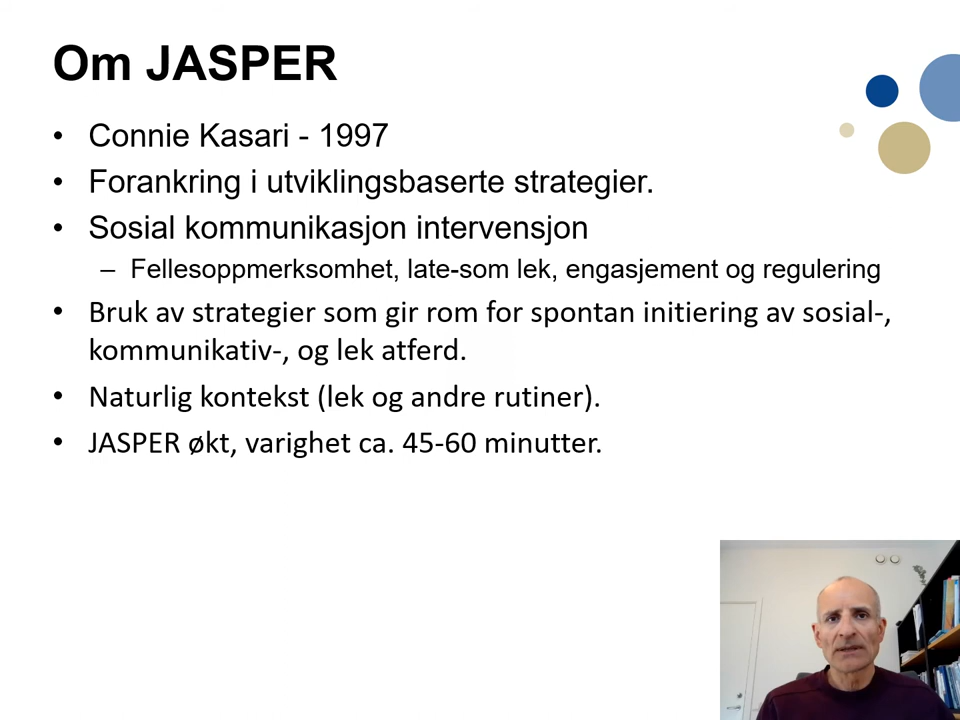 Om JASPER
• Connie Kasari - 1997
• Forankring i utviklingsbaserte strategier.
• Sosial kommunikasjon intervensjon
– Fellesoppmerksomhet, late-som lek, engasjement og regulering
• Bruk av strategier som gir rom for spontan initiering av sosial-,
kommunikativ-, og lek atferd.
• Naturlig kontekst (lek og andre rutiner).
• JASPER økt, varighet ca. 45-60 minutter.